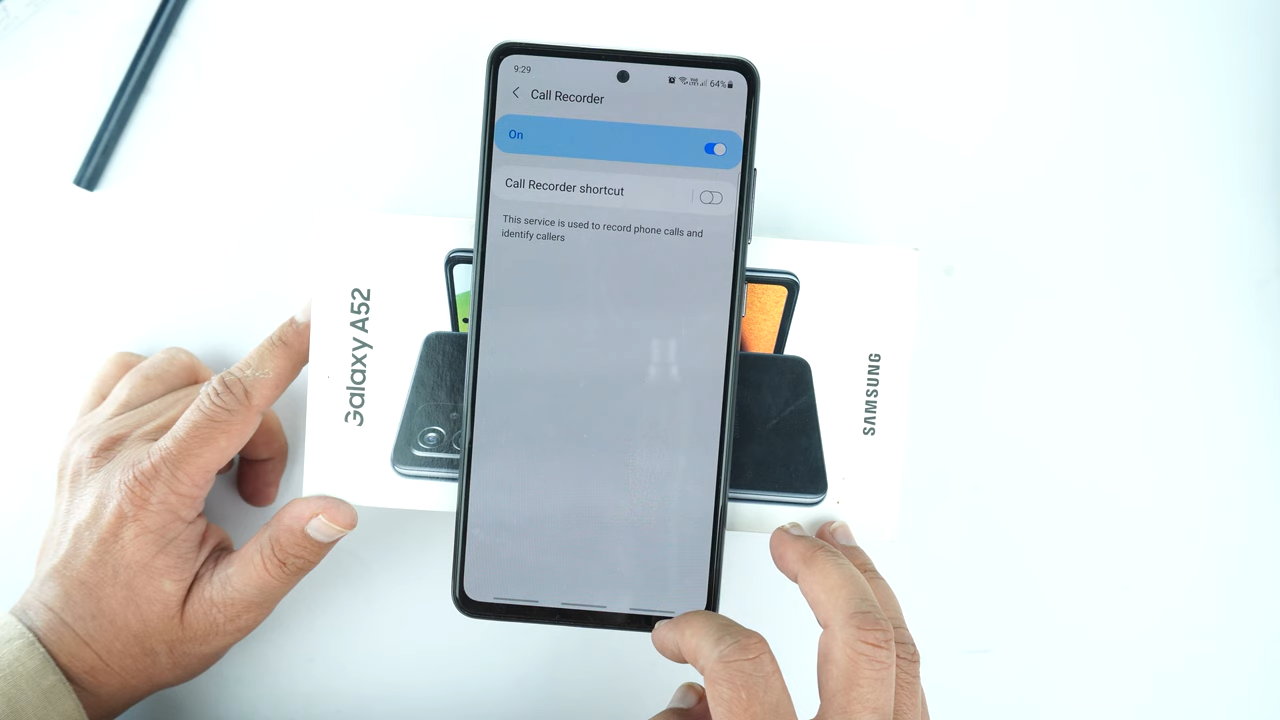 9:29
64%
Call Recorder
On
Call Recorder shortcut
This service is used to record phone calls and
identify callers
Galaxy A52
SAMSUNG